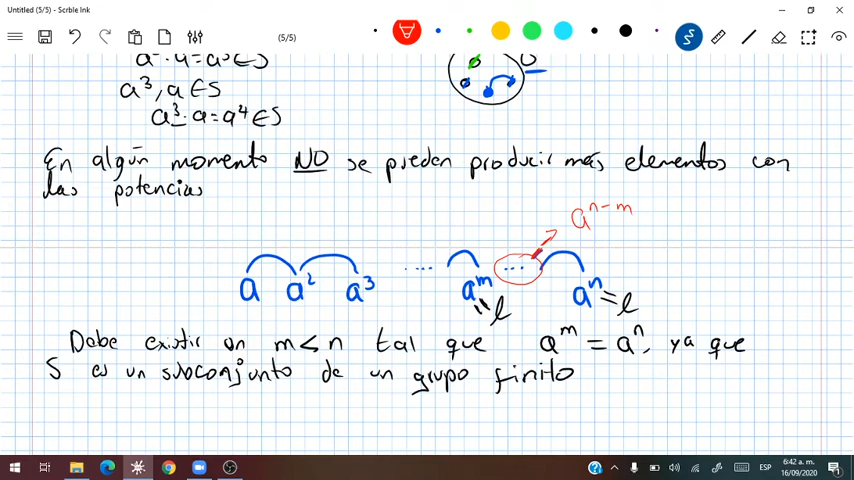 Untitled (5/5) - Scrble Ink
(5/5)
a³, a ∈ S
a³·a = a⁴ ∈ S
En algún momento NO se pueden producir más elementos con
las potencias
aⁿ⁻ᵐ
a a² a³ .... aᵐ ... aⁿ = l
= l
Debe existir un m < n tal que aᵐ = aⁿ, ya que
S es un subconjunto de un grupo finito
ESP
6:42 a. m.
16/09/2020